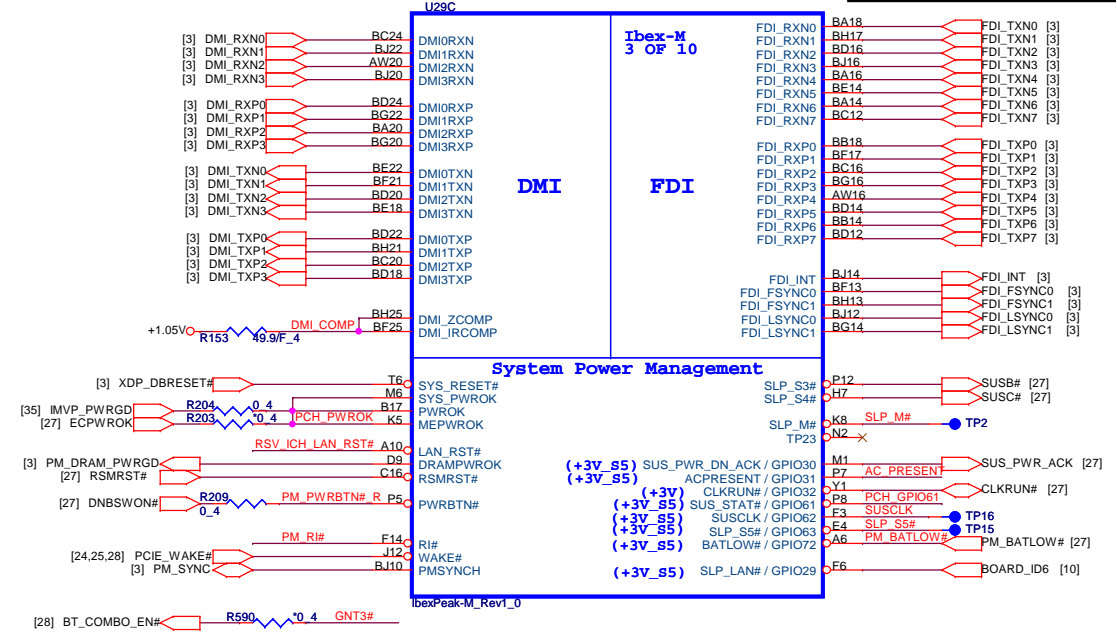 U29C
Ibex-M
3 OF 10
DMI
FDI
[3] DMI_RXN0 BC24 DMI0RXN
[3] DMI_RXN1 BJ22 DMI1RXN
[3] DMI_RXN2 AW20 DMI2RXN
[3] DMI_RXN3 BJ20 DMI3RXN
[3] DMI_RXP0 BD24 DMI0RXP
[3] DMI_RXP1 BG22 DMI1RXP
[3] DMI_RXP2 BA20 DMI2RXP
[3] DMI_RXP3 BG20 DMI3RXP
[3] DMI_TXN0 BE22 DMI0TXN
[3] DMI_TXN1 BF21 DMI1TXN
[3] DMI_TXN2 BD20 DMI2TXN
[3] DMI_TXN3 BE18 DMI3TXN
[3] DMI_TXP0 BD22 DMI0TXP
[3] DMI_TXP1 BH21 DMI1TXP
[3] DMI_TXP2 BC20 DMI2TXP
[3] DMI_TXP3 BD18 DMI3TXP
BH25 DMI_ZCOMP
+1.05V R153 49.9/F_4 DMI_COMP BF25 DMI_IRCOMP
FDI_RXN0 BA18 FDI_TXN0 [3]
FDI_RXN1 BH17 FDI_TXN1 [3]
FDI_RXN2 BD16 FDI_TXN2 [3]
FDI_RXN3 BJ16 FDI_TXN3 [3]
FDI_RXN4 BA16 FDI_TXN4 [3]
FDI_RXN5 BE14 FDI_TXN5 [3]
FDI_RXN6 BA14 FDI_TXN6 [3]
FDI_RXN7 BC12 FDI_TXN7 [3]
FDI_RXP0 BB18 FDI_TXP0 [3]
FDI_RXP1 BF17 FDI_TXP1 [3]
FDI_RXP2 BC16 FDI_TXP2 [3]
FDI_RXP3 BG16 FDI_TXP3 [3]
FDI_RXP4 AW16 FDI_TXP4 [3]
FDI_RXP5 BD14 FDI_TXP5 [3]
FDI_RXP6 BB14 FDI_TXP6 [3]
FDI_RXP7 BD12 FDI_TXP7 [3]
FDI_INT BJ14 FDI_INT [3]
FDI_FSYNC0 BF13 FDI_FSYNC0 [3]
FDI_FSYNC1 BH13 FDI_FSYNC1 [3]
FDI_LSYNC0 BJ12 FDI_LSYNC0 [3]
FDI_LSYNC1 BG14 FDI_LSYNC1 [3]
System Power Management
[3] XDP_DBRESET# T6 SYS_RESET#
M6 SYS_PWROK
[35] IMVP_PWRGD R204 0_4 B17 PWROK
[27] ECPWROK R203 *0_4 PCH_PWROK K5 MEPWROK
RSV_ICH_LAN_RST# A10 LAN_RST#
[3] PM_DRAM_PWRGD D9 DRAMPWROK
[27] RSMRST# C16 RSMRST#
[27] DNBSWON# R209 0_4 PM_PWRBTN#_R P5 PWRBTN#
PM_RI# F14 RI#
[24,25,28] PCIE_WAKE# J12 WAKE#
[3] PM_SYNC BJ10 PMSYNCH
SLP_S3# P12 SUSB# [27]
SLP_S4# H7 SUSC# [27]
SLP_M# K8 SLP_M# TP2
TP23 N2
(+3V_S5) SUS_PWR_DN_ACK / GPIO30 M1 SUS_PWR_ACK [27]
(+3V_S5) ACPRESENT / GPIO31 P7 AC_PRESENT
(+3V) CLKRUN# / GPIO32 Y1 CLKRUN# [27]
(+3V_S5) SUS_STAT# / GPIO61 P8 PCH_GPIO61
(+3V_S5) SUSCLK / GPIO62 F3 SUSCLK TP16
(+3V_S5) SLP_S5# / GPIO63 E4 SLP_S5# TP15
(+3V_S5) BATLOW# / GPIO72 A6 PM_BATLOW# PM_BATLOW# [27]
(+3V_S5) SLP_LAN# / GPIO29 F6 BOARD_ID6 [10]
IbexPeak-M_Rev1_0
[28] BT_COMBO_EN# R590 *0_4 GNT3#